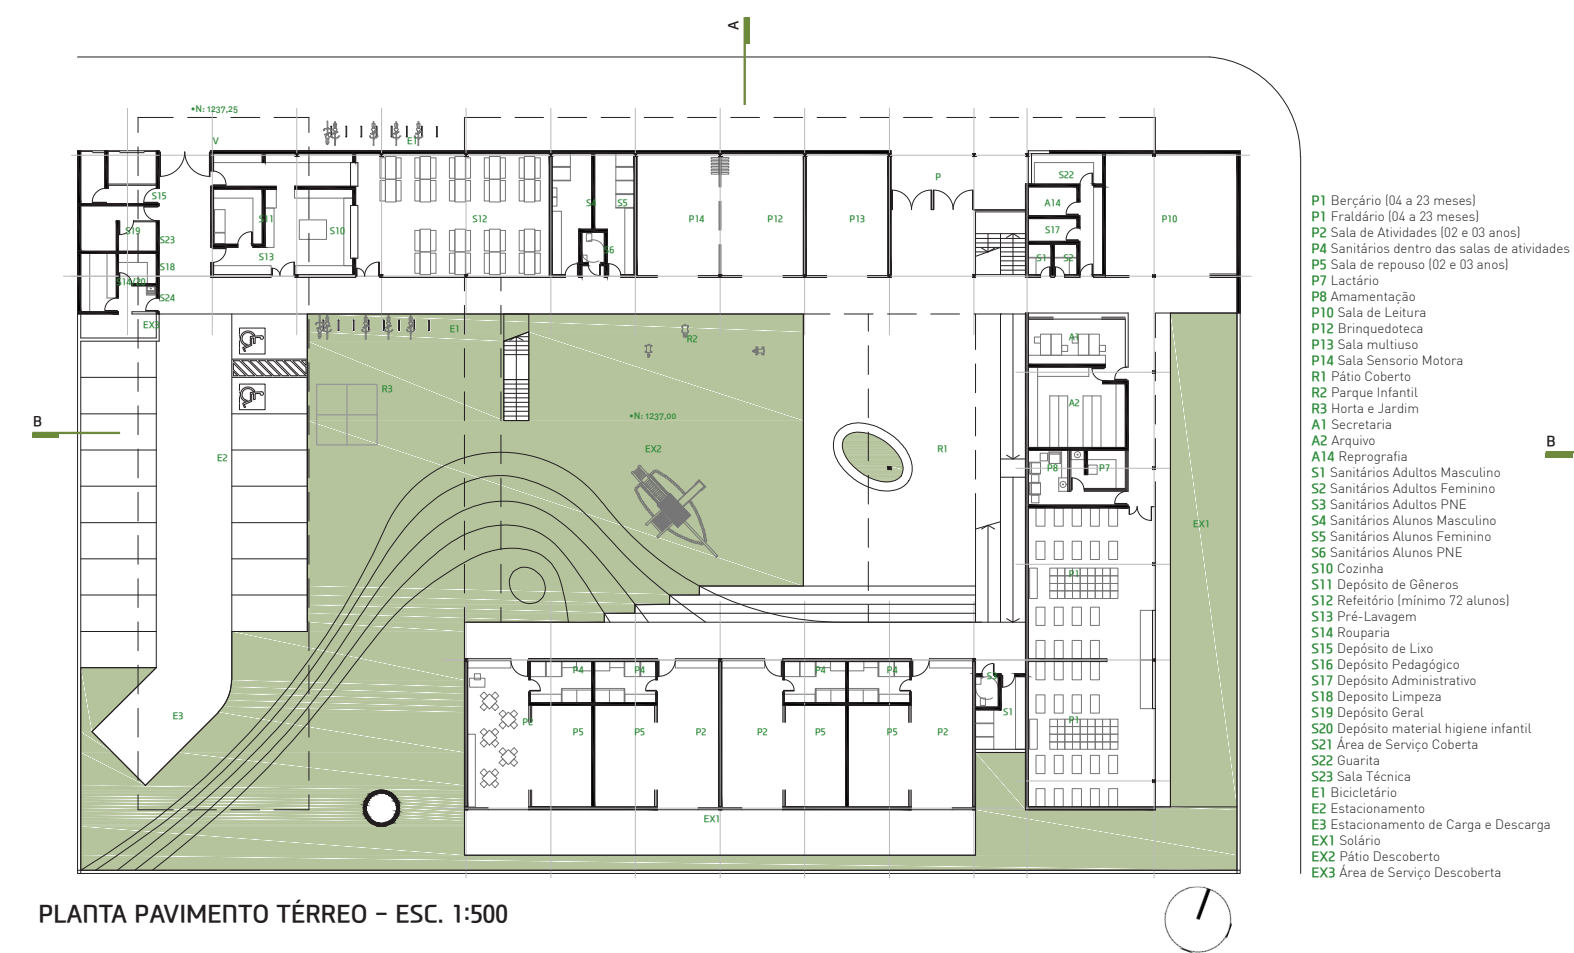 A
•N: 1237,25
V
E1
P
S15
S19
S23
S18
S24
EX3
S11
S10
S13
S12
S4
S5
S6
P14
P12
P13
S22
A14
S17
S1
S2
P10
E1
R2
R3
•N: 1237,00
EX2
R1
A1
A2
P8
P7
EX1
P1
B
B
E2
E3
P4
P4
P4
P4
P2
P5
P5
P2
P2
P5
P5
P2
S1
P1
EX1
P1 Berçário (04 a 23 meses)
P1 Fraldário (04 a 23 meses)
P2 Sala de Atividades (02 e 03 anos)
P4 Sanitários dentro das salas de atividades
P5 Sala de repouso (02 e 03 anos)
P7 Lactário
P8 Amamentação
P10 Sala de Leitura
P12 Brinquedoteca
P13 Sala multiuso
P14 Sala Sensorio Motora
R1 Pátio Coberto
R2 Parque Infantil
R3 Horta e Jardim
A1 Secretaria
A2 Arquivo
A14 Reprografia
S1 Sanitários Adultos Masculino
S2 Sanitários Adultos Feminino
S3 Sanitários Adultos PNE
S4 Sanitários Alunos Masculino
S5 Sanitários Alunos Feminino
S6 Sanitários Alunos PNE
S10 Cozinha
S11 Depósito de Gêneros
S12 Refeitório (mínimo 72 alunos)
S13 Pré-Lavagem
S14 Rouparia
S15 Depósito de Lixo
S16 Depósito Pedagógico
S17 Depósito Administrativo
S18 Deposito Limpeza
S19 Depósito Geral
S20 Depósito material higiene infantil
S21 Área de Serviço Coberta
S22 Guarita
S23 Sala Técnica
E1 Bicicletário
E2 Estacionamento
E3 Estacionamento de Carga e Descarga
EX1 Solário
EX2 Pátio Descoberto
EX3 Área de Serviço Descoberta
PLANTA PAVIMENTO TÉRREO – ESC. 1:500